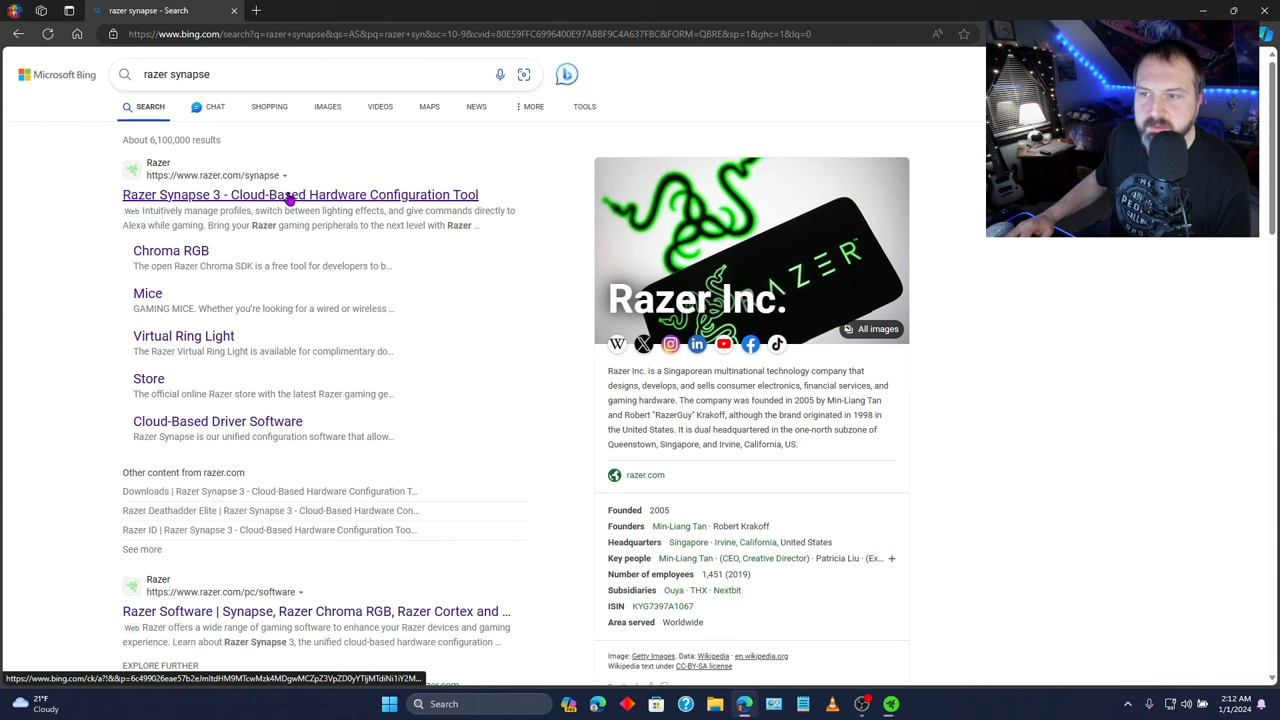 razer synapse
https://www.bing.com/search?q=razer+synapse&qs=AS&pq=razer+syn&sc=10-9&cvid=80E59FFC6996400E97ABBF9C4A637FBC&FORM=QBRE&sp=1&ghc=1&lq=0
Microsoft Bing
razer synapse
SEARCH
CHAT
SHOPPING
IMAGES
VIDEOS
MAPS
NEWS
MORE
TOOLS
About 6,100,000 results
Razer
https://www.razer.com/synapse
Razer Synapse 3 - Cloud-Based Hardware Configuration Tool
Web Intuitively manage profiles, switch between lighting effects, and give commands directly to
Alexa while gaming. Bring your Razer gaming peripherals to the next level with Razer …
Chroma RGB
The open Razer Chroma SDK is a free tool for developers to b…
Mice
GAMING MICE. Whether you're looking for a wired or wireless …
Virtual Ring Light
The Razer Virtual Ring Light is available for complimentary do…
Store
The official online Razer store with the latest Razer gaming ge…
Cloud-Based Driver Software
Razer Synapse is our unified configuration software that allow…
Other content from razer.com
Downloads | Razer Synapse 3 - Cloud-Based Hardware Configuration T…
Razer Deathadder Elite | Razer Synapse 3 - Cloud-Based Hardware Con…
Razer ID | Razer Synapse 3 - Cloud-Based Hardware Configuration Too…
See more
Razer
https://www.razer.com/pc/software
Razer Software | Synapse, Razer Chroma RGB, Razer Cortex and …
Web Razer offers a wide range of gaming software to enhance your Razer devices and gaming
experience. Learn about Razer Synapse 3, the unified cloud-based hardware configuration …
EXPLORE FURTHER
RAZER
Razer Inc.
All images
Razer Inc. is a Singaporean multinational technology company that
designs, develops, and sells consumer electronics, financial services, and
gaming hardware. The company was founded in 2005 by Min-Liang Tan
and Robert "RazerGuy" Krakoff, although the brand originated in 1998 in
the United States. It is dual headquartered in the one-north subzone of
Queenstown, Singapore, and Irvine, California, US.
razer.com
Founded 2005
Founders Min-Liang Tan · Robert Krakoff
Headquarters Singapore · Irvine, California, United States
Key people Min-Liang Tan · (CEO, Creative Director) · Patricia Liu · (Ex…
Number of employees 1,451 (2019)
Subsidiaries Ouya · THX · Nextbit
ISIN KYG7397A1067
Area served Worldwide
Image: Getty Images. Data: Wikipedia · en.wikipedia.org
Wikipedia text under CC-BY-SA license
21°F
Cloudy
Search
2:12 AM
1/1/2024